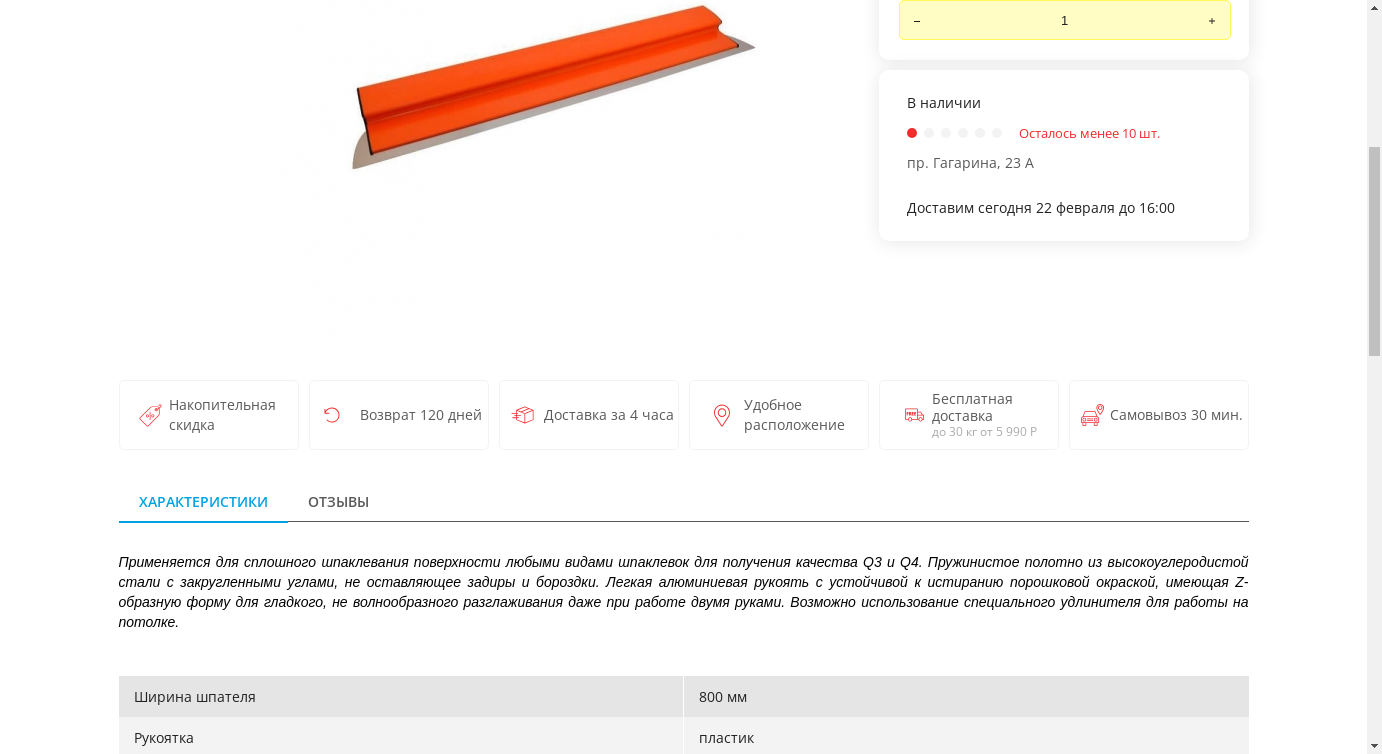 −
1
+
В наличии
Осталось менее 10 шт.
пр. Гагарина, 23 А
Доставим сегодня 22 февраля до 16:00
Накопительная
скидка
Возврат 120 дней
Доставка за 4 часа
Удобное
расположение
Бесплатная
доставка
до 30 кг от 5 990 Р
Самовывоз 30 мин.
ХАРАКТЕРИСТИКИ
ОТЗЫВЫ
Применяется для сплошного шпаклевания поверхности любыми видами шпаклевок для получения качества Q3 и Q4. Пружинистое полотно из высокоуглеродистой
стали с закругленными углами, не оставляющее задиры и бороздки. Легкая алюминиевая рукоять с устойчивой к истиранию порошковой окраской, имеющая Z-
образную форму для гладкого, не волнообразного разглаживания даже при работе двумя руками. Возможно использование специального удлинителя для работы на
потолке.
Ширина шпателя 800 мм
Рукоятка пластик